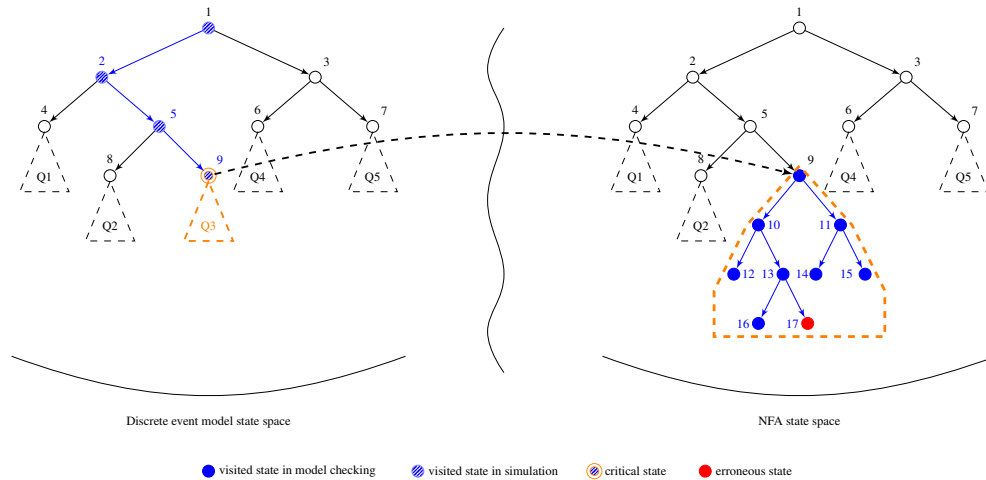 1 1
2 3 2 3
4 5 6 7 4 5 6 7
8 9 8 9
Q1 Q4 Q5 Q1 Q4 Q5
Q2 Q3 Q2 10 11
12 13 14 15
16 17
Discrete event model state space NFA state space
visited state in model checking visited state in simulation critical state erroneous state